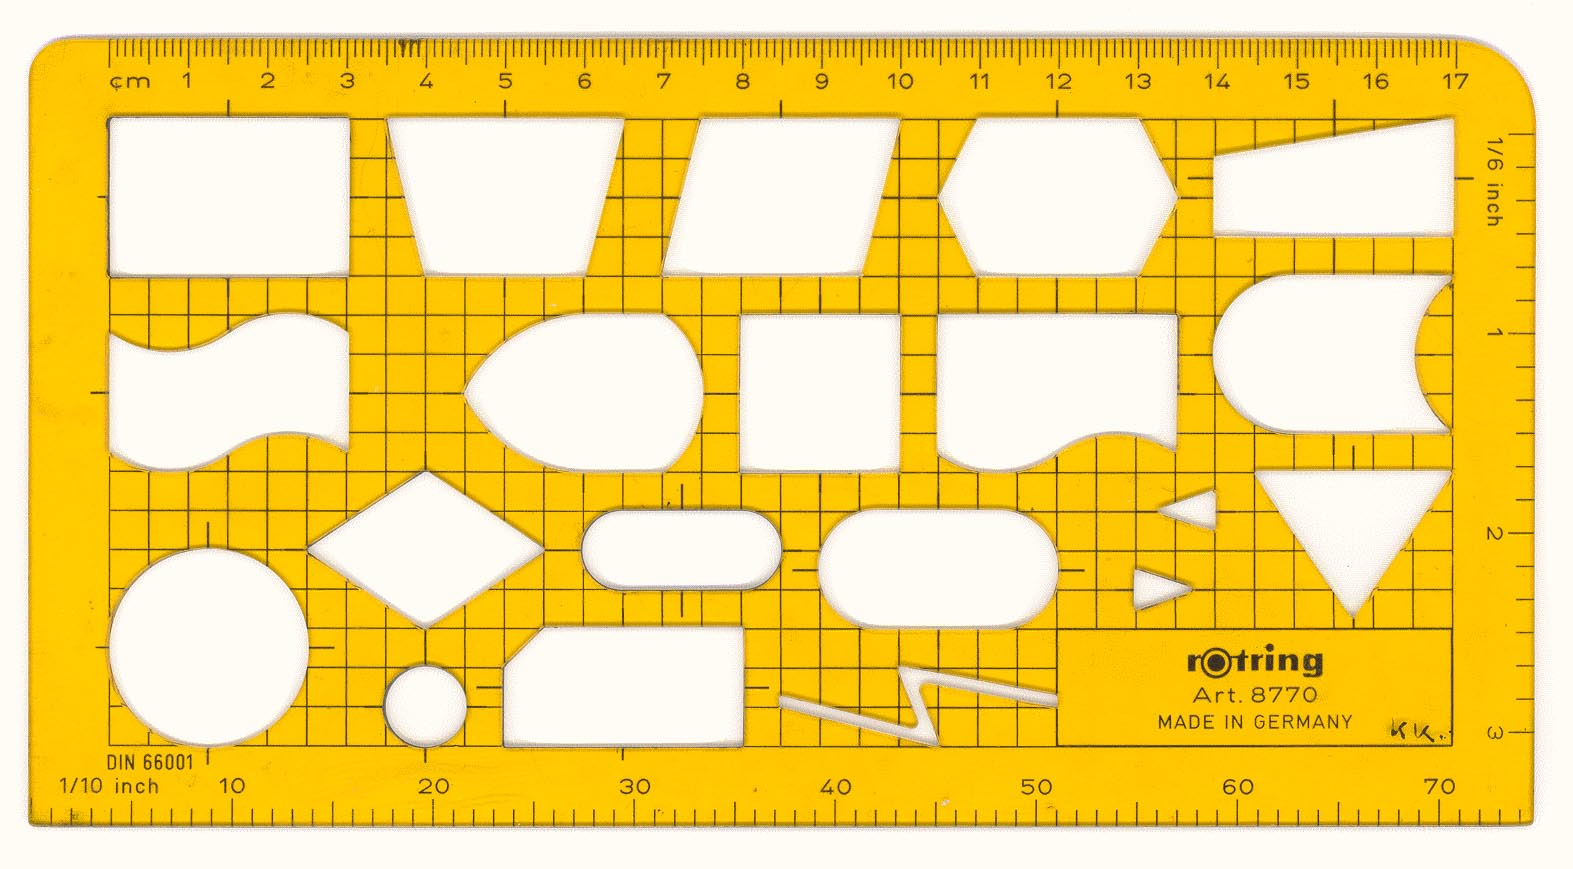 cm 1 2 3 4 5 6 7 8 9 10 11 12 13 14 15 16 17
1/6 inch
1
2
3
rotring
Art. 8770
MADE IN GERMANY
KK.
DIN 66001
1/10 inch 10 20 30 40 50 60 70